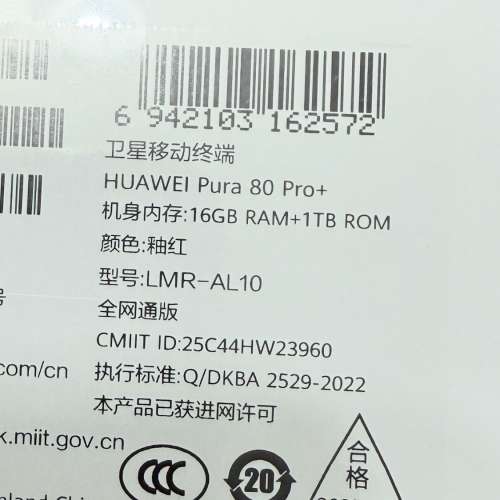 6 942103 162572
卫星移动终端
HUAWEI Pura 80 Pro+
机身内存:16GB RAM+1TB ROM
颜色:釉红
型号:LMR-AL10
号
全网通版
CMIIT ID:25C44HW23960
com/cn
执行标准:Q/DKBA 2529-2022
本产品已获进网许可
k.miit.gov.cn
CCC
20
合格